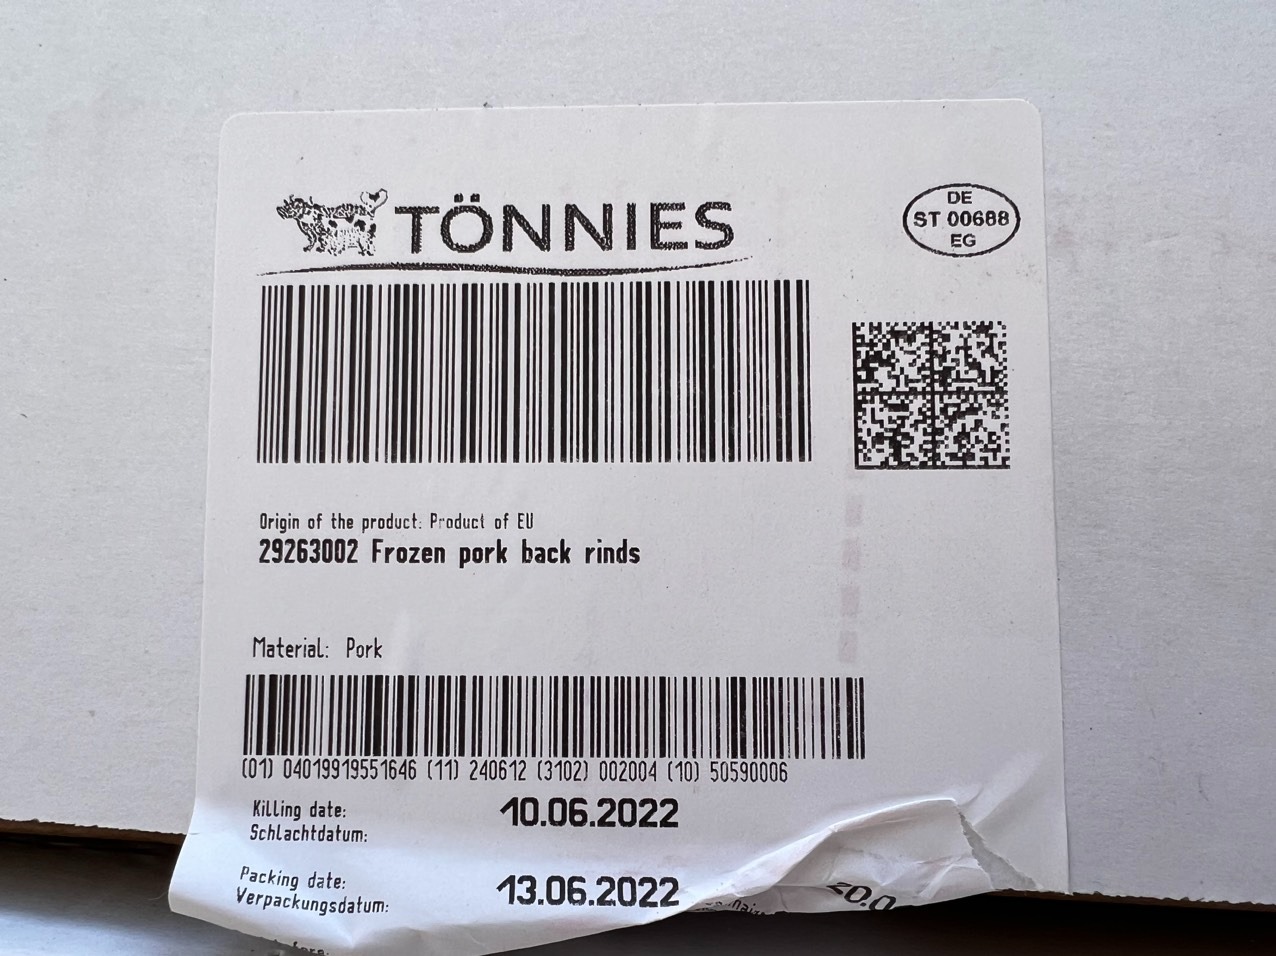 TÖNNIES
DE
ST 00688
EG
Origin of the product: Product of EU
29263002 Frozen pork back rinds
Material: Pork
(01) 04019919551646 (11) 240612 (3102) 002004 (10) 50590006
Killing date: 10.06.2022
Schlachtdatum:
Packing date: 13.06.2022
Verpackungsdatum:
20.0